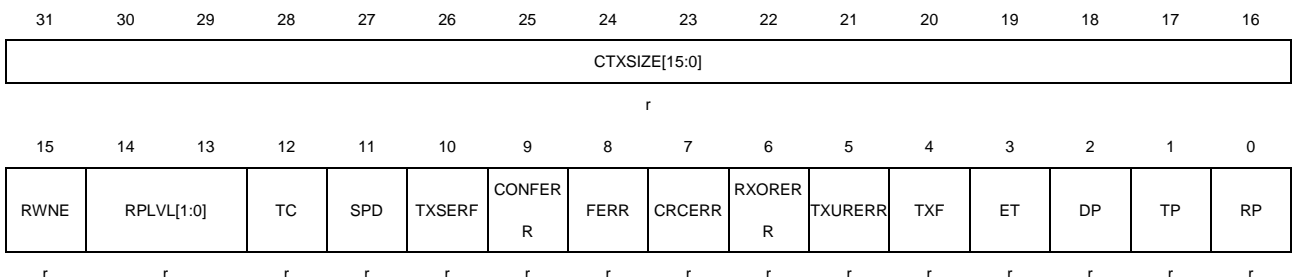 31 30 29 28 27 26 25 24 23 22 21 20 19 18 17 16
CTXSIZE[15:0]
r
15 14 13 12 11 10 9 8 7 6 5 4 3 2 1 0
RWNE RPLVL[1:0] TC SPD TXSERF CONFER
R FERR CRCERR RXORER
R TXURERR TXF ET DP TP RP
r r r r r r r r r r r r r r r